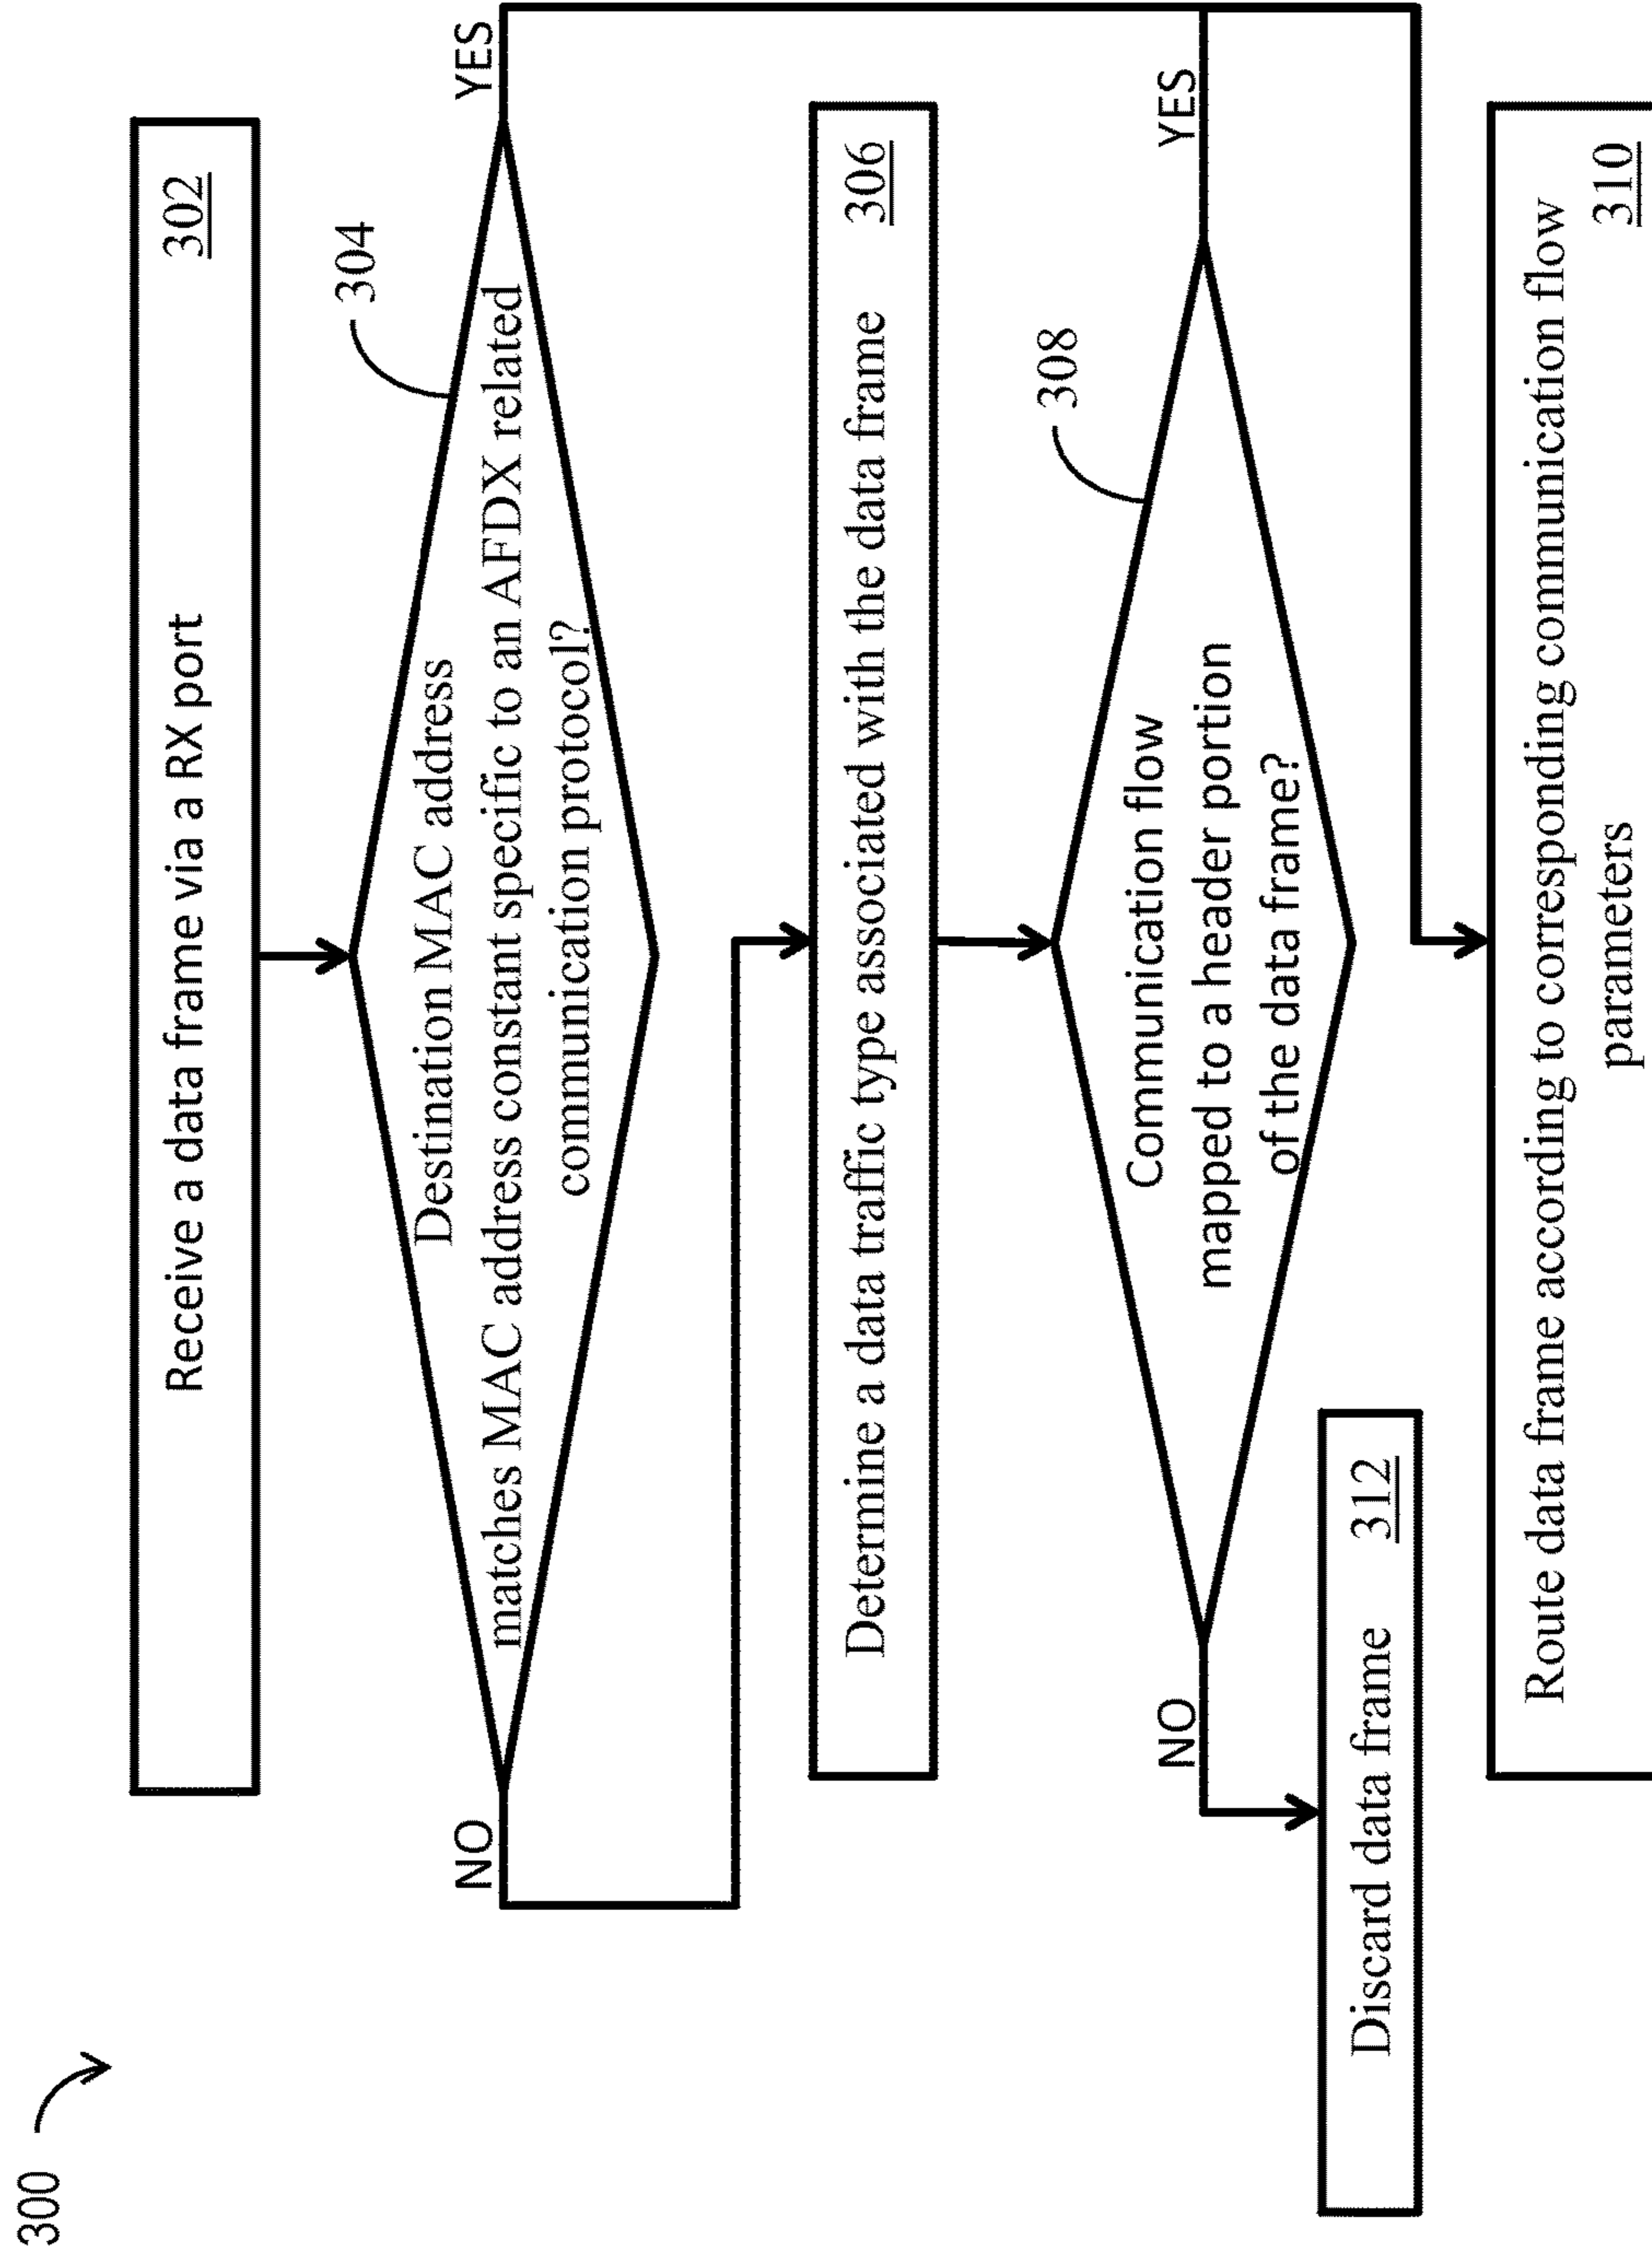 300
Receive a data frame via a RX port
302
304
Destination MAC address
matches MAC address constant specific to an AFDX related
communication protocol?
NO
YES
Determine a data traffic type associated with the data frame
306
308
Communication flow
mapped to a header portion
of the data frame?
NO
YES
Discard data frame
312
Route data frame according to corresponding communication flow
parameters
310